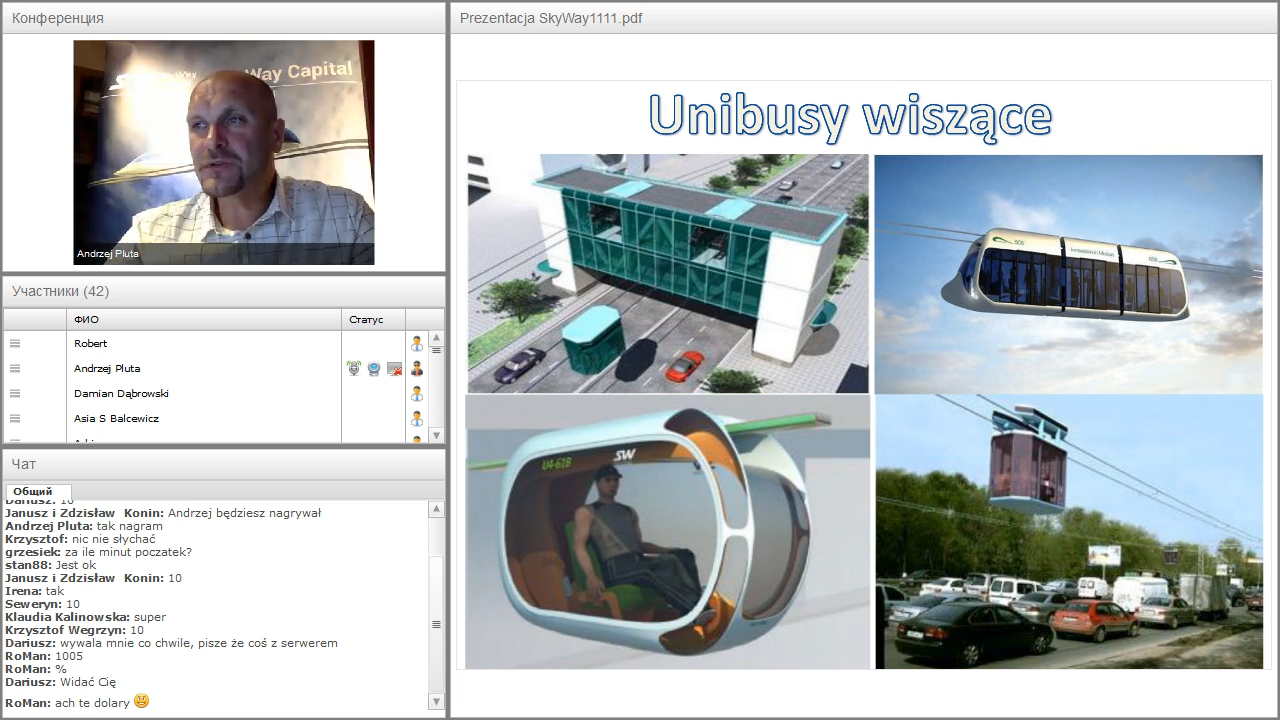 Конференция
Way Capital
Andrzej Pluta
Участники (42)
ФИО
Статус
Robert
Andrzej Pluta
Damian Dąbrowski
Asia S Balcewicz
Чат
Общий
Dariusz: 10
Janusz i Zdzisław Konin: Andrzej będziesz nagrywał
Andrzej Pluta: tak nagram
Krzysztof: nic nie słychać
grzesiek: za ile minut poczatek?
stan88: Jest ok
Janusz i Zdzisław Konin: 10
Irena: tak
Seweryn: 10
Klaudia Kalinowska: super
Krzysztof Wegrzyn: 10
Dariusz: wywala mnie co chwile, pisze że coś z serwerem
RoMan: 1005
RoMan: %
Dariusz: Widać Cię
RoMan: ach te dolary
Prezentacja SkyWay1111.pdf
Unibusy wiszące
U4-61B
SW